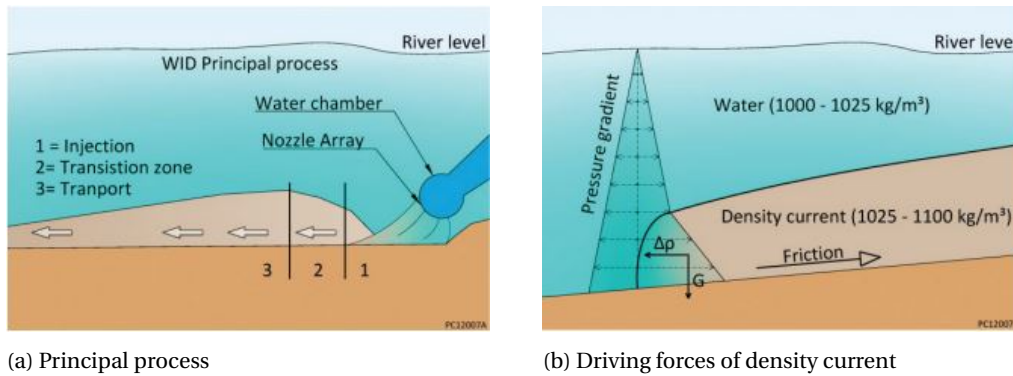 River level
WID Principal process
Water chamber
Nozzle Array
1 = Injection
2= Transistion zone
3= Tranport
3 2 1
PC12007A
(a) Principal process
River level
Water (1000 - 1025 kg/m³)
Pressure gradient
Density current (1025 - 1100 kg/m³)
Δρ
Friction
G
PC12007
(b) Driving forces of density current